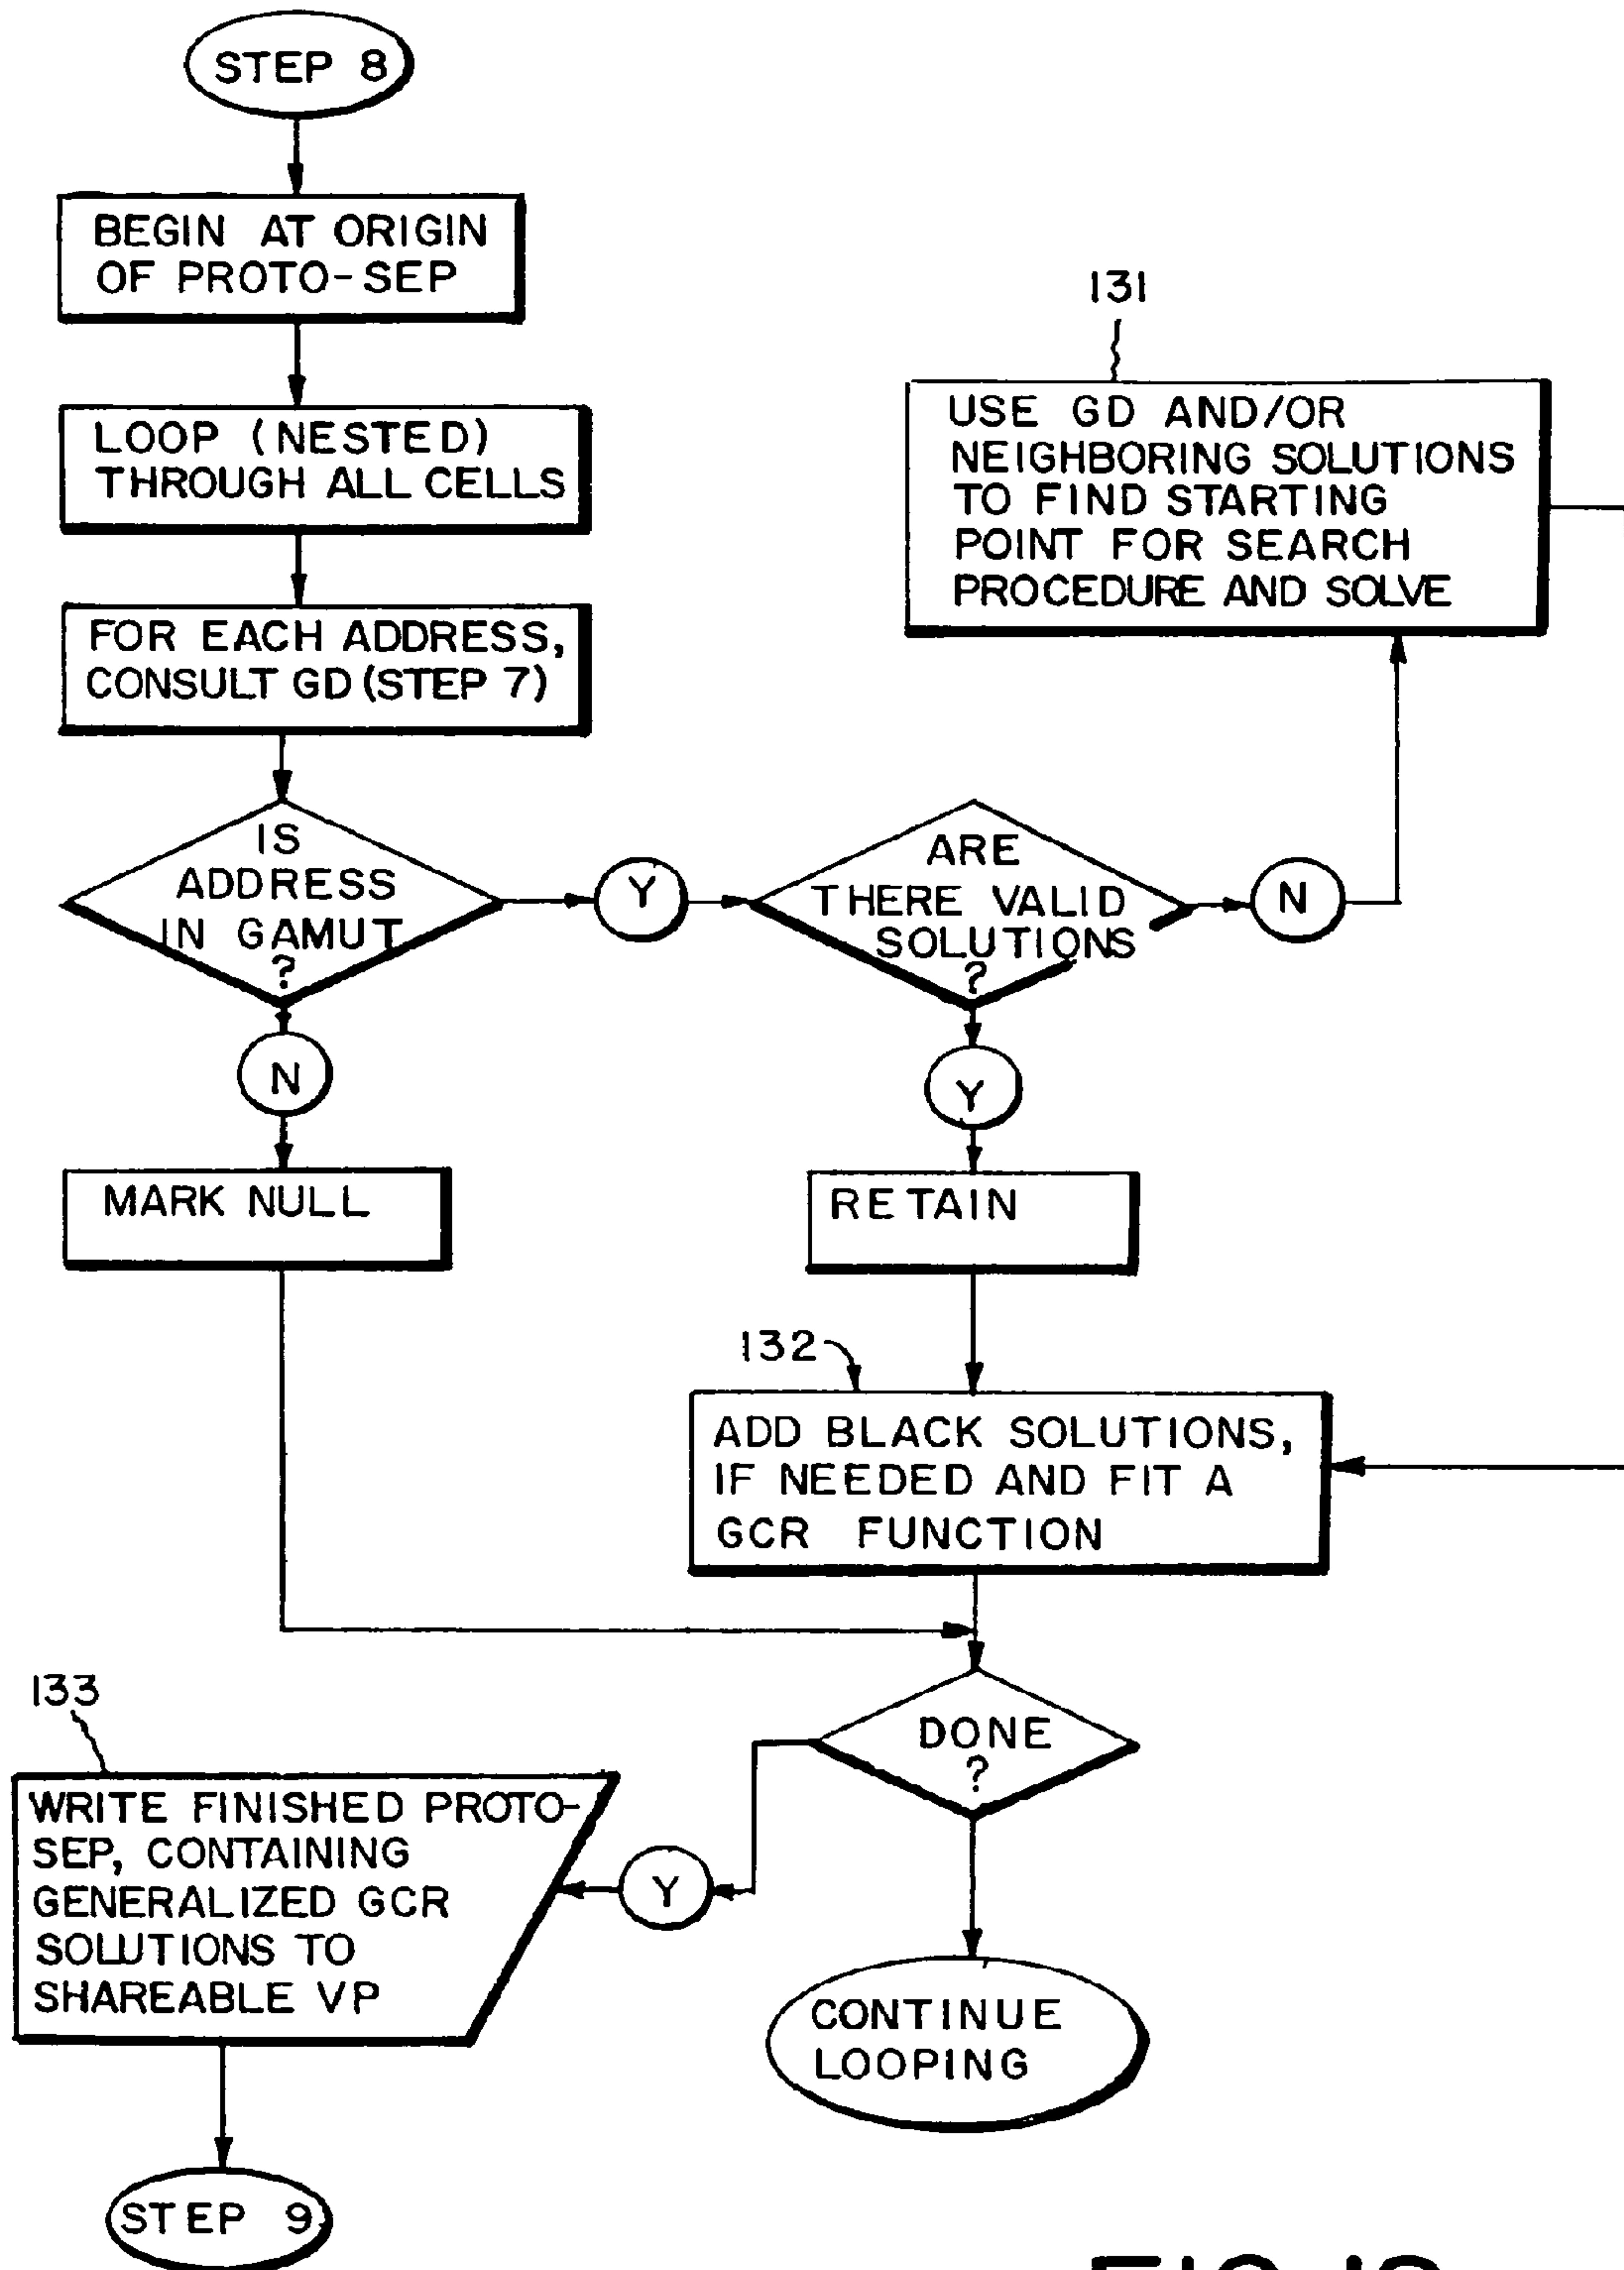 STEP 8
BEGIN AT ORIGIN
OF PROTO-SEP
LOOP (NESTED)
THROUGH ALL CELLS
FOR EACH ADDRESS,
CONSULT GD (STEP 7)
IS
ADDRESS
IN GAMUT
?
Y
ARE
THERE VALID
SOLUTIONS
?
N
131
USE GD AND/OR
NEIGHBORING SOLUTIONS
TO FIND STARTING
POINT FOR SEARCH
PROCEDURE AND SOLVE
N
MARK NULL
Y
RETAIN
132
ADD BLACK SOLUTIONS,
IF NEEDED AND FIT A
GCR FUNCTION
DONE
?
Y
133
WRITE FINISHED PROTO-
SEP, CONTAINING
GENERALIZED GCR
SOLUTIONS TO
SHAREABLE VP
CONTINUE
LOOPING
STEP 9